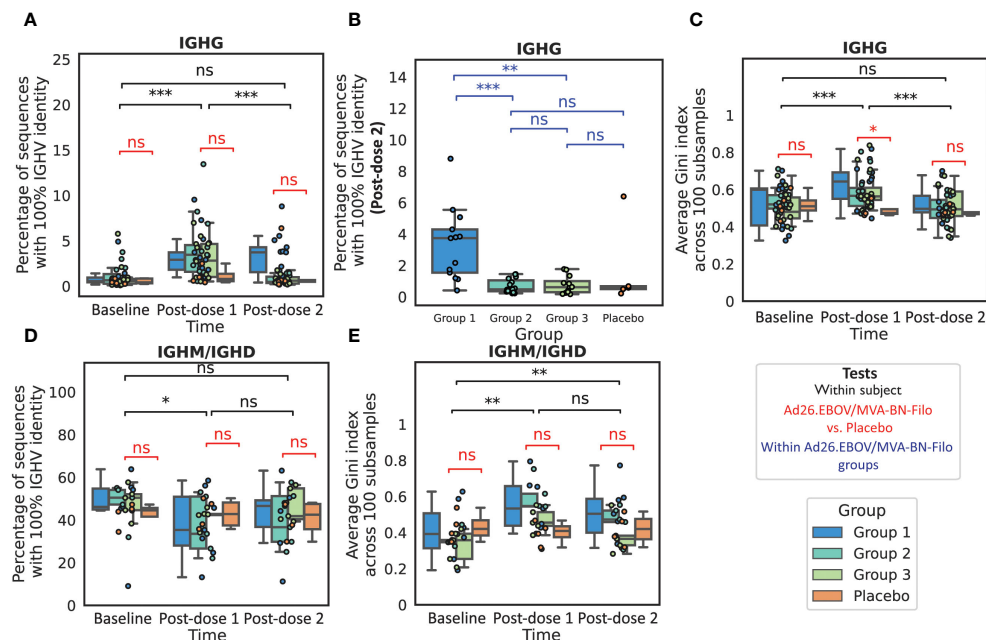 A
IGHG
Percentage of sequences
with 100% IGHV identity
25
20
15
10
5
0
ns
***
***
ns
ns
ns
Baseline
Post-dose 1
Post-dose 2
Time
B
IGHG
Percentage of sequences
with 100% IGHV identity
(Post-dose 2)
14
12
10
8
6
4
2
0
**
***
ns
ns
ns
Group 1
Group 2
Group 3
Placebo
Group
C
IGHG
Average Gini index
across 100 subsamples
1
0.8
0.6
0.4
0.2
0
ns
***
***
ns
*
ns
Baseline
Post-dose 1
Post-dose 2
Time
D
IGHM/IGHD
Percentage of sequences
with 100% IGHV identity
100
80
60
40
20
0
ns
*
ns
ns
ns
ns
Baseline
Post-dose 1
Post-dose 2
Time
E
IGHM/IGHD
Average Gini index
across 100 subsamples
1
0.8
0.6
0.4
0.2
0
**
**
ns
ns
ns
ns
Baseline
Post-dose 1
Post-dose 2
Time
Tests
Within subject
Ad26.EBOV/MVA-BN-Filo
vs. Placebo
Within Ad26.EBOV/MVA-BN-Filo
groups
Group
Group 1
Group 2
Group 3
Placebo